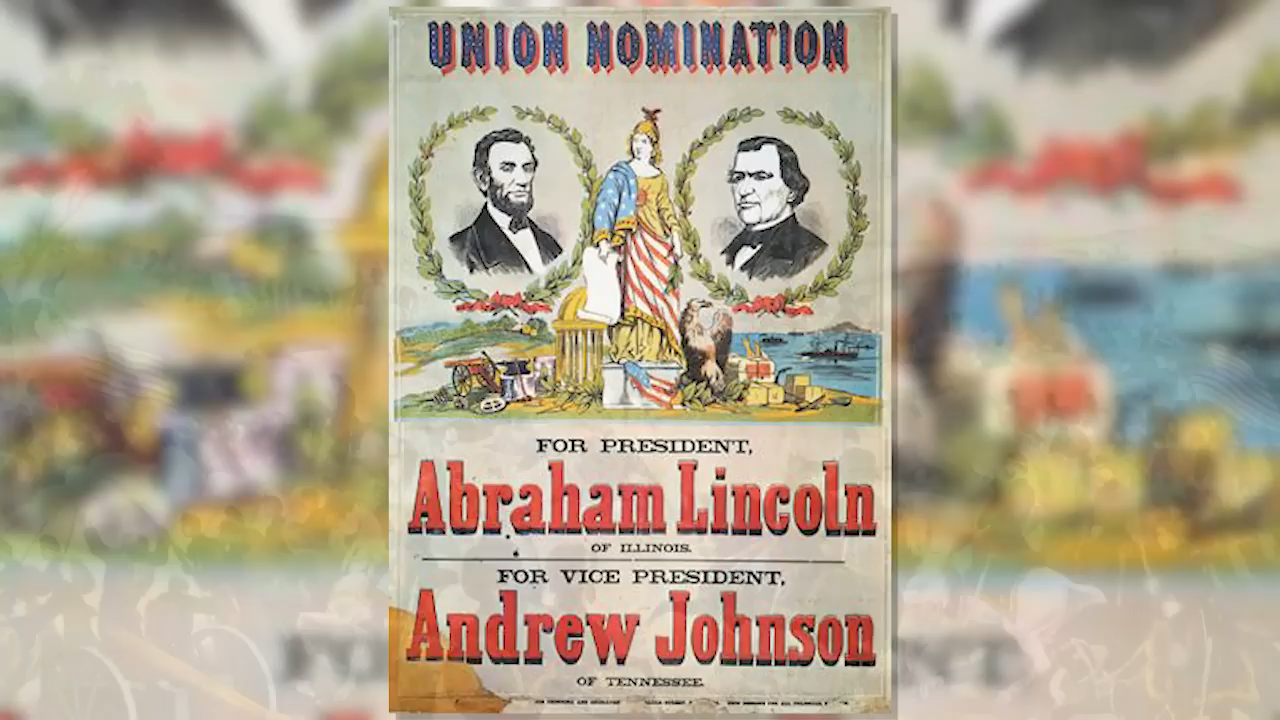 UNION NOMINATION
FOR PRESIDENT,
Abraham Lincoln
OF ILLINOIS.
FOR VICE PRESIDENT,
Andrew Johnson
OF TENNESSEE.